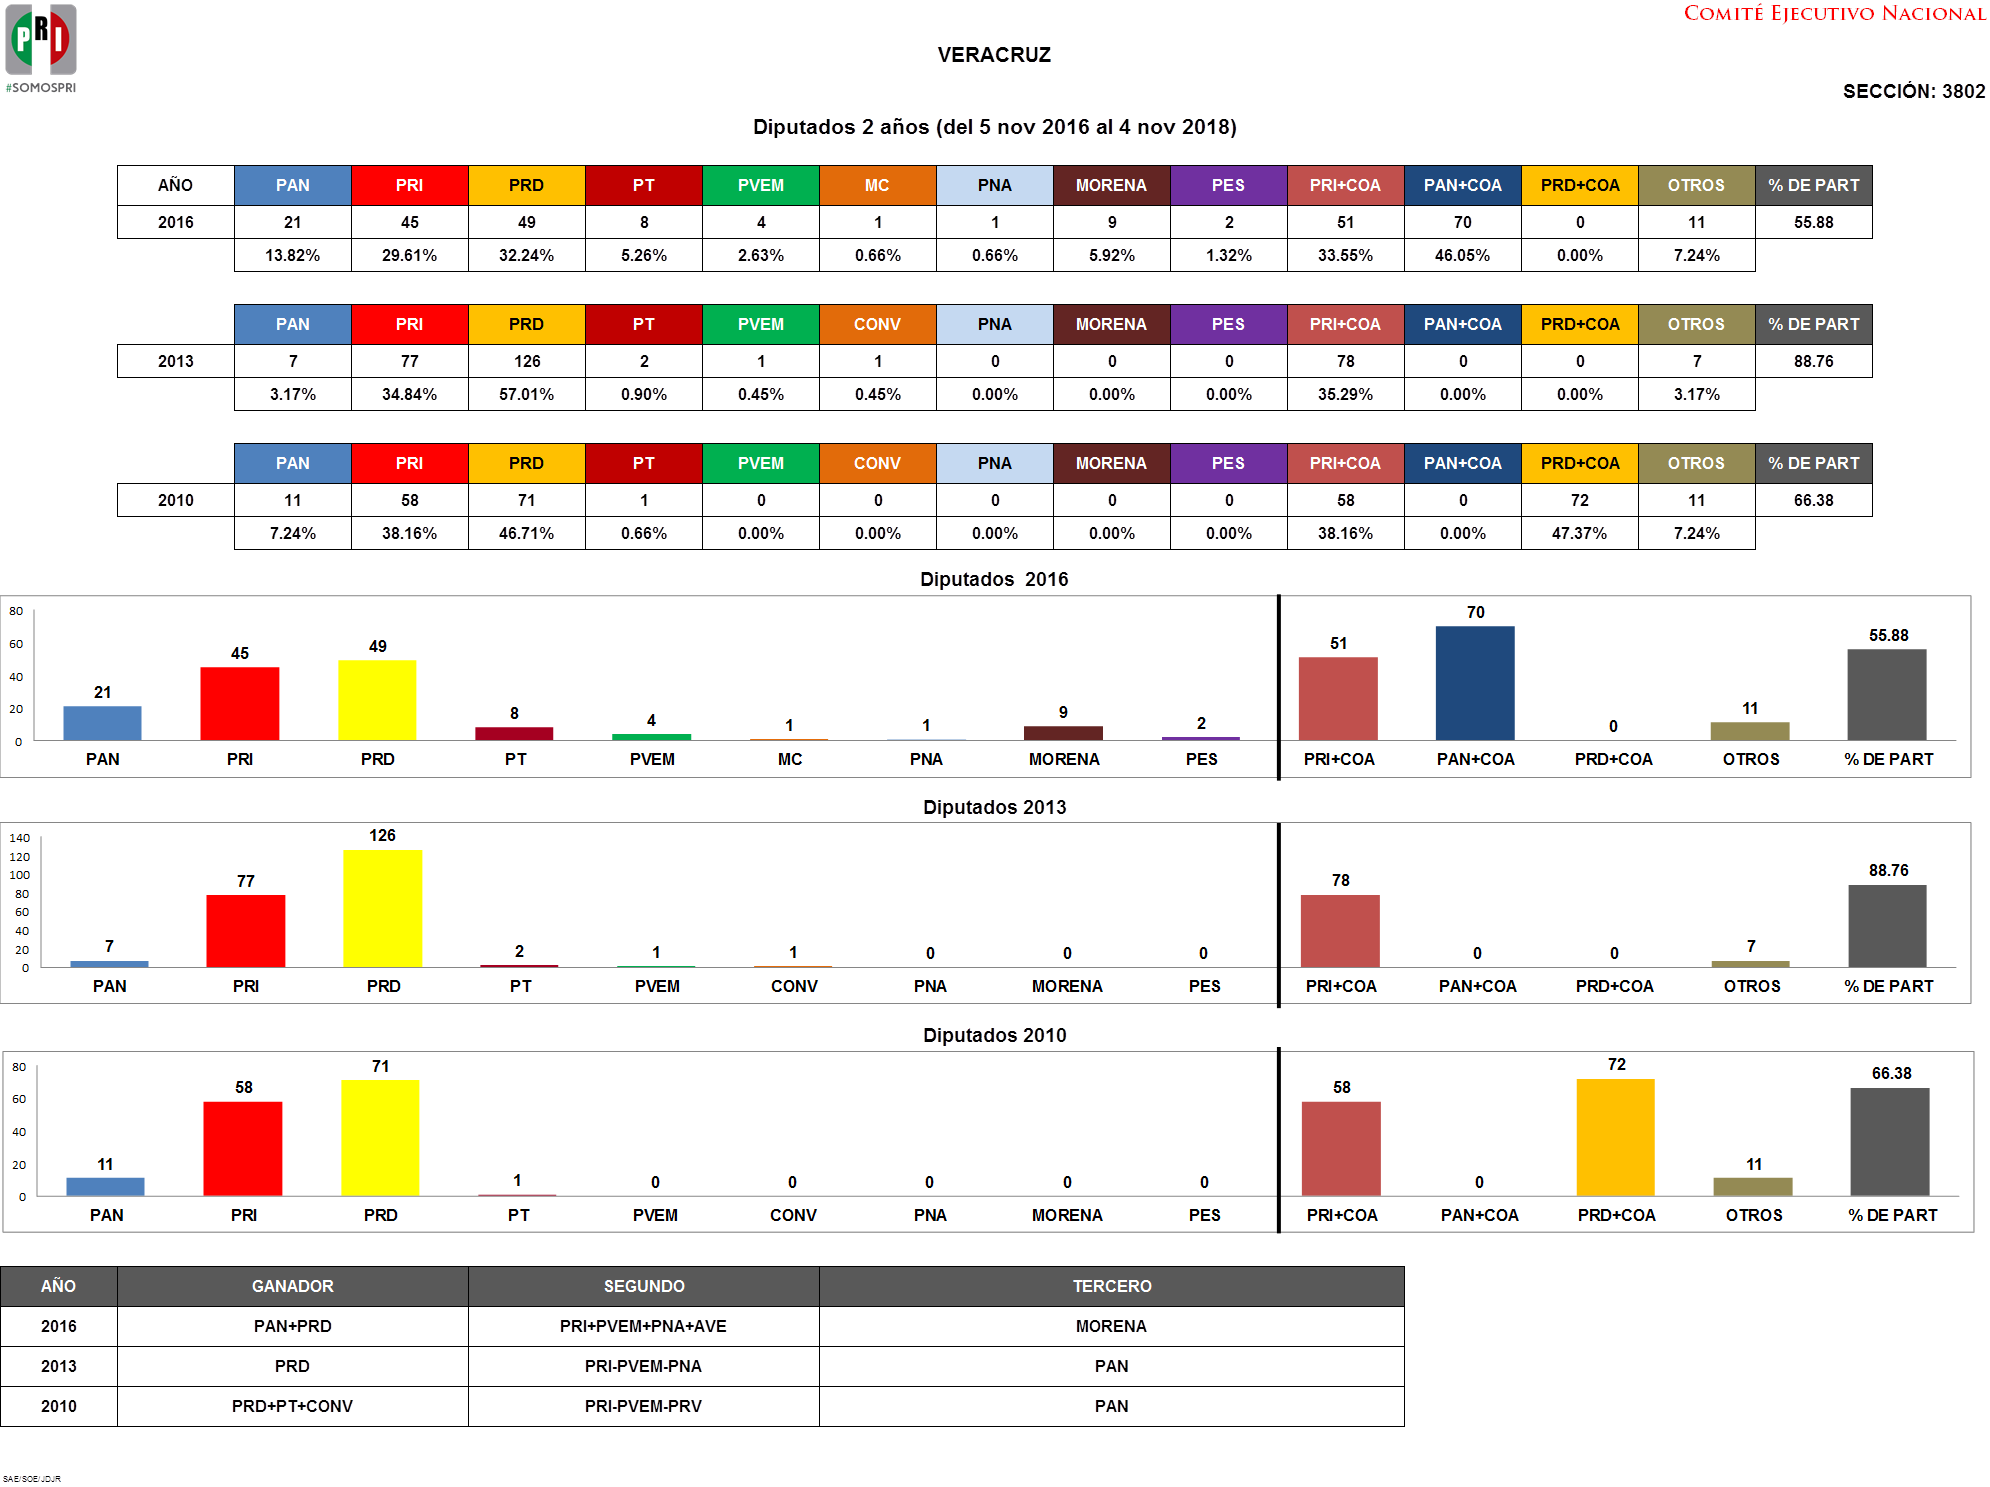 COMITÉ EJECUTIVO NACIONAL
PRI
#SOMOSPRI
VERACRUZ
SECCIÓN: 3802
Diputados 2 años (del 5 nov 2016 al 4 nov 2018)
AÑO PAN PRI PRD PT PVEM MC PNA MORENA PES PRI+COA PAN+COA PRD+COA OTROS % DE PART
2016 21 45 49 8 4 1 1 9 2 51 70 0 11 55.88
13.82% 29.61% 32.24% 5.26% 2.63% 0.66% 0.66% 5.92% 1.32% 33.55% 46.05% 0.00% 7.24%
PAN PRI PRD PT PVEM CONV PNA MORENA PES PRI+COA PAN+COA PRD+COA OTROS % DE PART
2013 7 77 126 2 1 1 0 0 0 78 0 0 7 88.76
3.17% 34.84% 57.01% 0.90% 0.45% 0.45% 0.00% 0.00% 0.00% 35.29% 0.00% 0.00% 3.17%
PAN PRI PRD PT PVEM CONV PNA MORENA PES PRI+COA PAN+COA PRD+COA OTROS % DE PART
2010 11 58 71 1 0 0 0 0 0 58 0 72 11 66.38
7.24% 38.16% 46.71% 0.66% 0.00% 0.00% 0.00% 0.00% 0.00% 38.16% 0.00% 47.37% 7.24%
Diputados 2016
80
60
40
20
0
21 45 49 8 4 1 1 9 2 51 70 0 11 55.88
PAN PRI PRD PT PVEM MC PNA MORENA PES PRI+COA PAN+COA PRD+COA OTROS % DE PART
Diputados 2013
140
120
100
80
60
40
20
0
7 77 126 2 1 1 0 0 0 78 0 0 7 88.76
PAN PRI PRD PT PVEM CONV PNA MORENA PES PRI+COA PAN+COA PRD+COA OTROS % DE PART
Diputados 2010
80
60
40
20
0
11 58 71 1 0 0 0 0 0 58 0 72 11 66.38
PAN PRI PRD PT PVEM CONV PNA MORENA PES PRI+COA PAN+COA PRD+COA OTROS % DE PART
AÑO GANADOR SEGUNDO TERCERO
2016 PAN+PRD PRI+PVEM+PNA+AVE MORENA
2013 PRD PRI-PVEM-PNA PAN
2010 PRD+PT+CONV PRI-PVEM-PRV PAN
SAE/SOE/JDJR